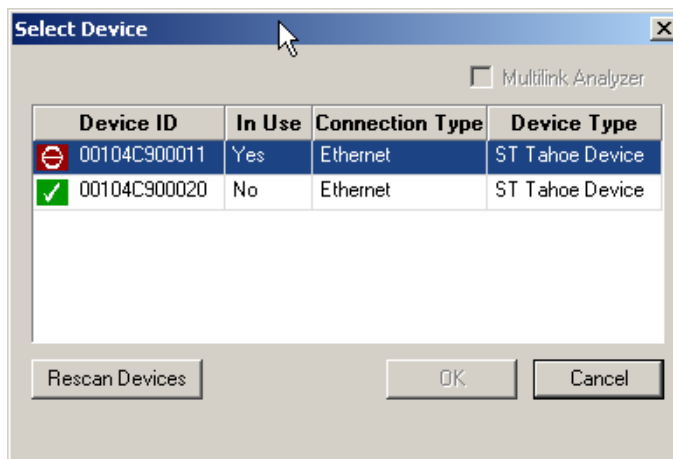 Select Device
Multilink Analyzer
Device ID In Use Connection Type Device Type
00104C900011 Yes Ethernet ST Tahoe Device
00104C900020 No Ethernet ST Tahoe Device
Rescan Devices OK Cancel